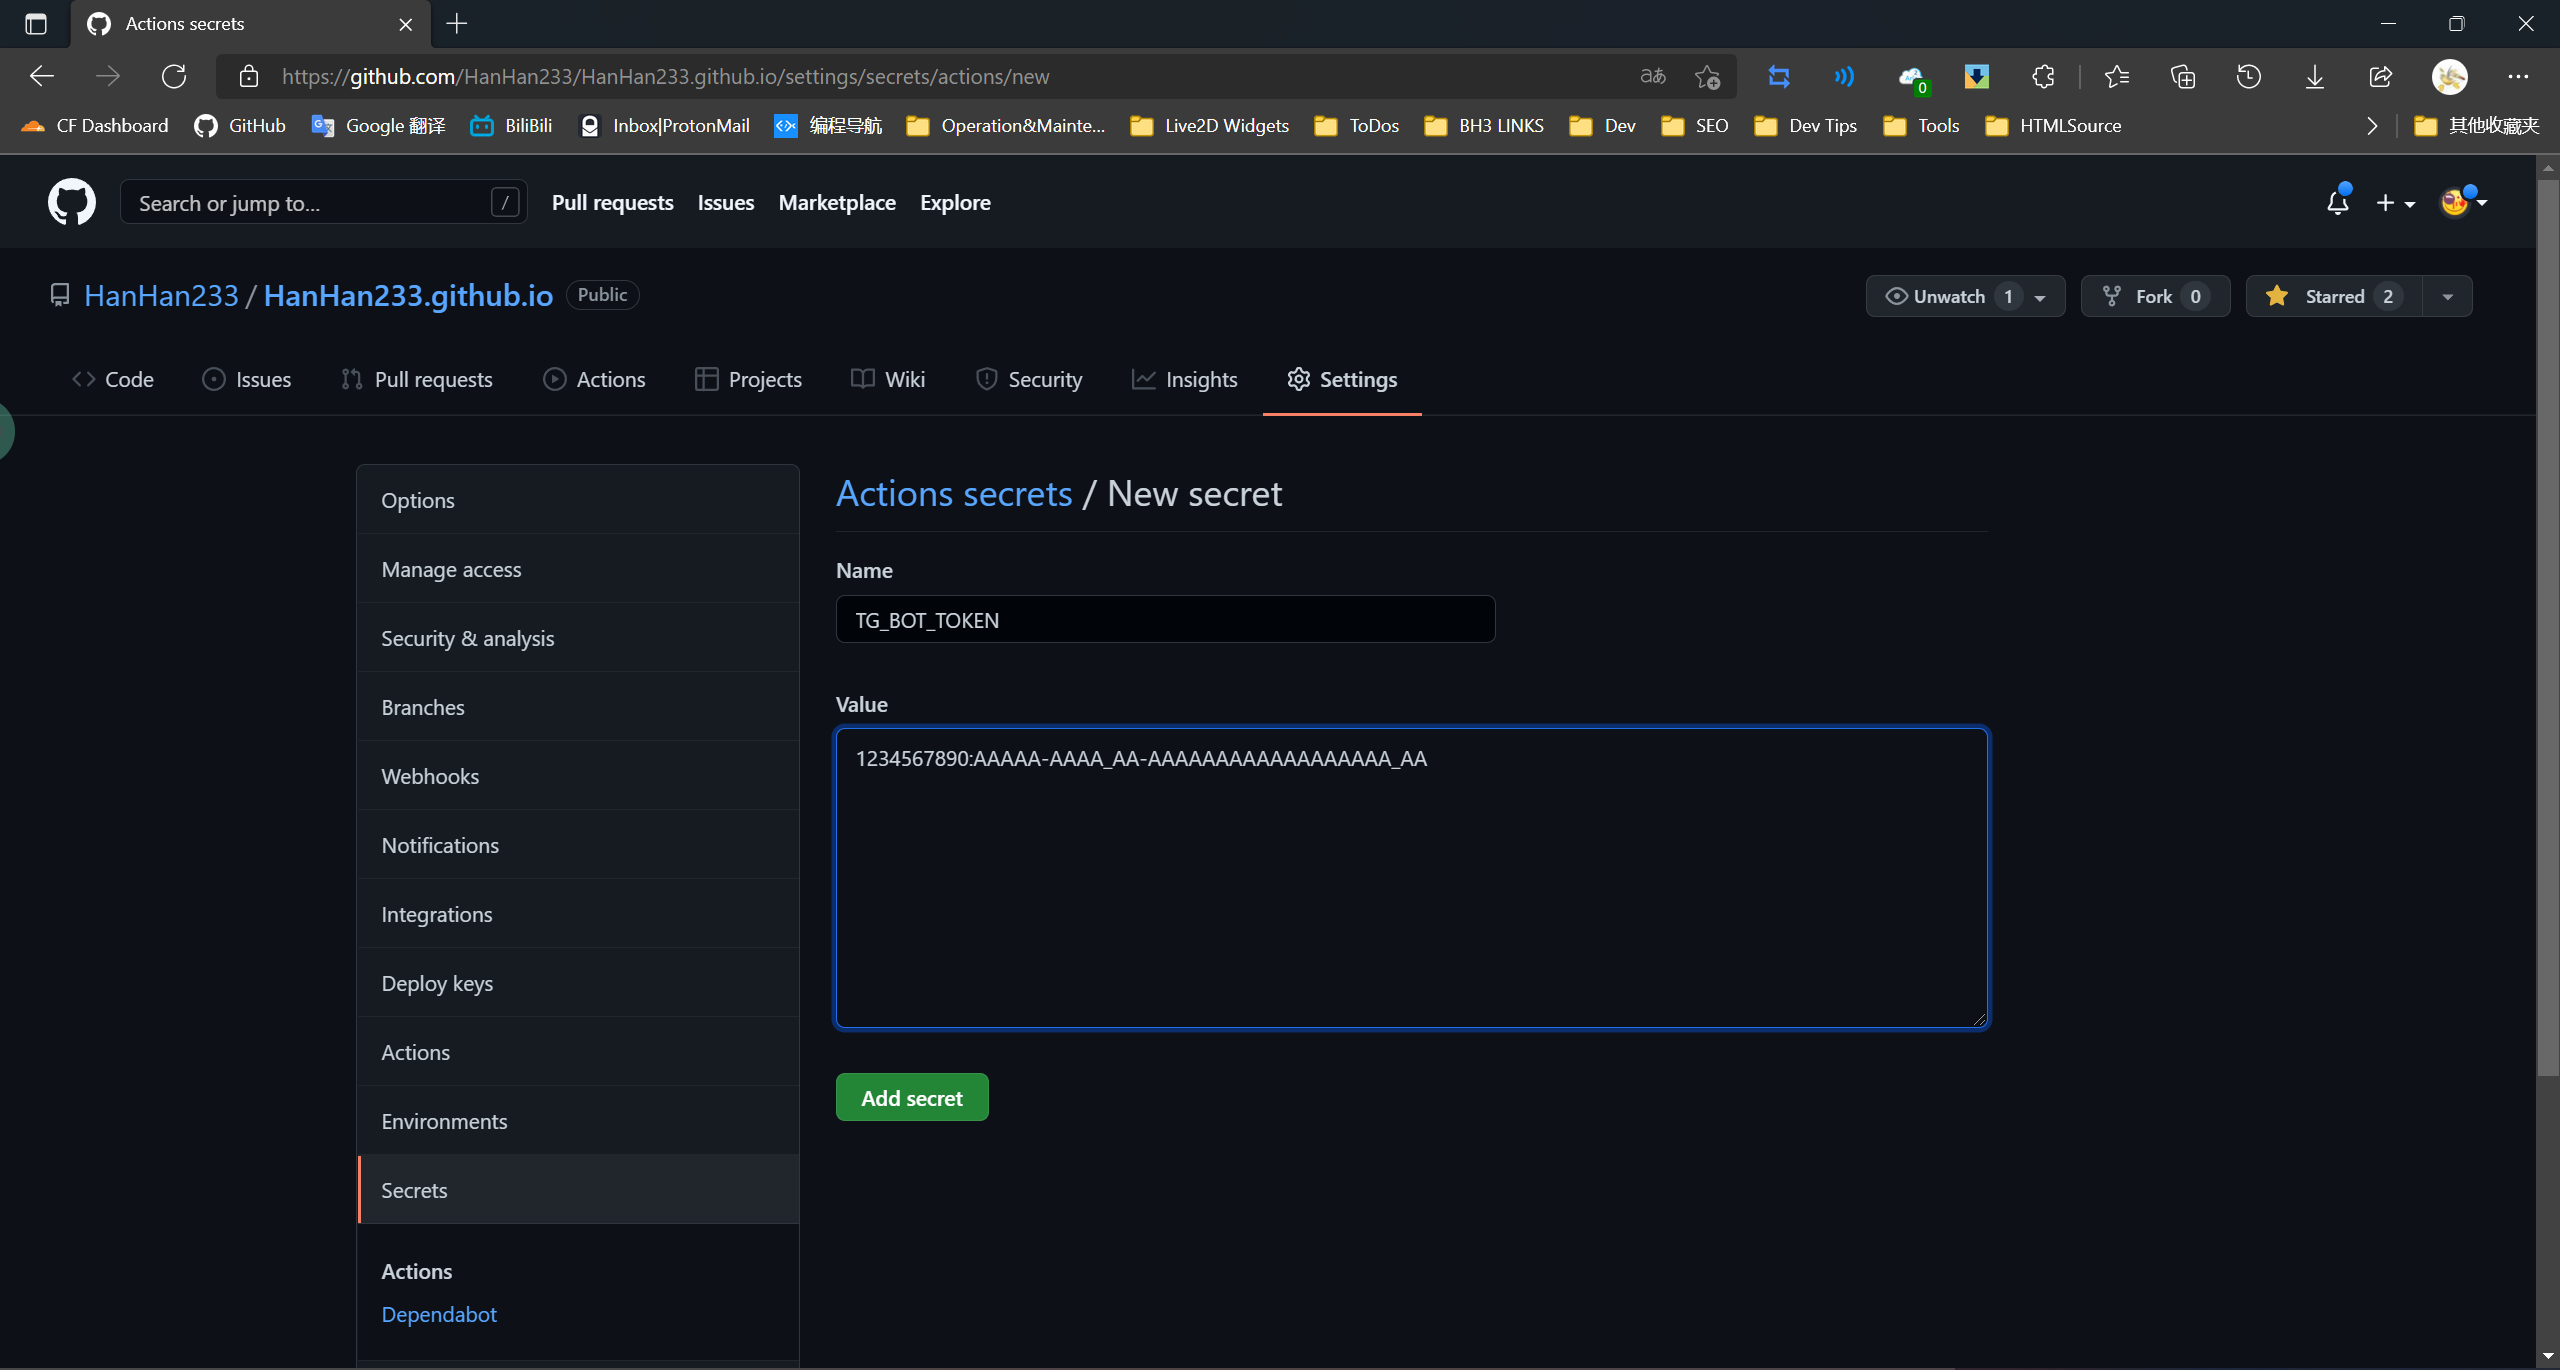 Actions secrets
https://github.com/HanHan233/HanHan233.github.io/settings/secrets/actions/new
aあ
0
CF Dashboard GitHub Google 翻译 BiliBili Inbox|ProtonMail 编程导航 Operation&Mainte... Live2D Widgets ToDos BH3 LINKS Dev SEO Dev Tips Tools HTMLSource 其他收藏夹
Search or jump to... / Pull requests Issues Marketplace Explore
HanHan233 / HanHan233.github.io Public Unwatch 1 Fork 0 Starred 2
Code Issues Pull requests Actions Projects Wiki Security Insights Settings
Options
Manage access
Security & analysis
Branches
Webhooks
Notifications
Integrations
Deploy keys
Actions
Environments
Secrets
Actions
Dependabot
Actions secrets / New secret
Name
TG_BOT_TOKEN
Value
1234567890:AAAAA-AAAA_AA-AAAAAAAAAAAAAAAAAA_AA
Add secret